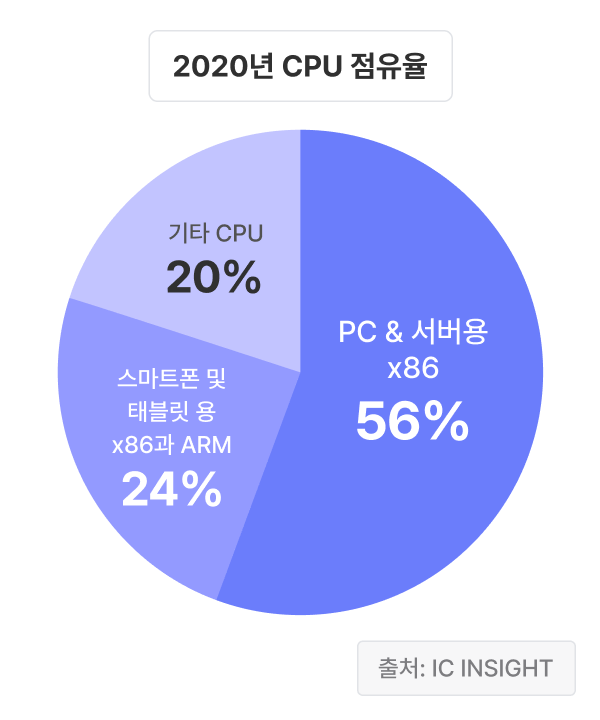 2020년 CPU 점유율
기타 CPU
20%
PC & 서버용
x86
56%
스마트폰 및
태블릿 용
x86과 ARM
24%
출처: IC INSIGHT